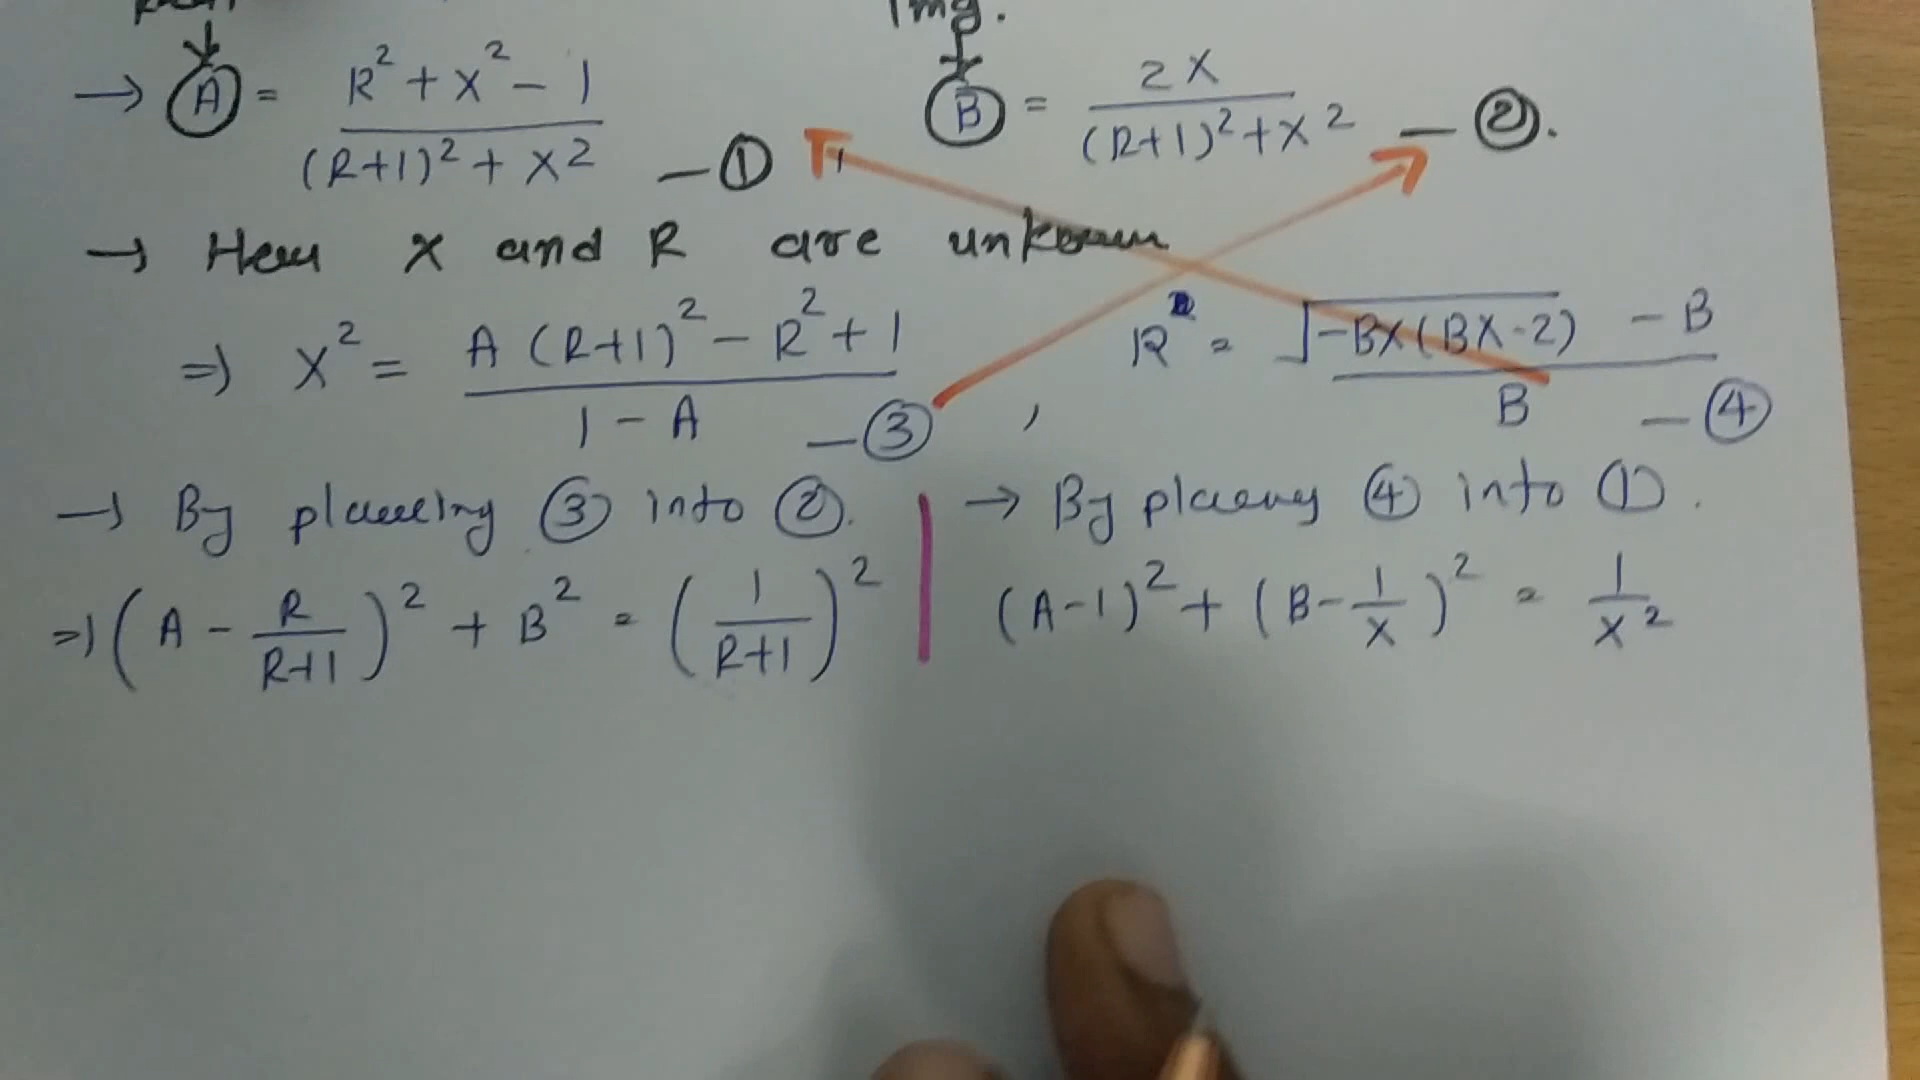 Img.
→ A = (R² + x² - 1) / ((R+1)² + x²) — ① B = 2x / ((R+1)² + x²) — ②.
→ Here x and R are unknown
⇒ x² = (A(R+1)² - R² + 1) / (1 - A) — ③ , R = (√(-Bx(Bx-2)) - B) / B — ④
→ By placing ③ into ②. → By placing ④ into ①.
⇒ (A - R/(R+1))² + B² = (1/(R+1))² (A-1)² + (B - 1/x)² = 1/x²